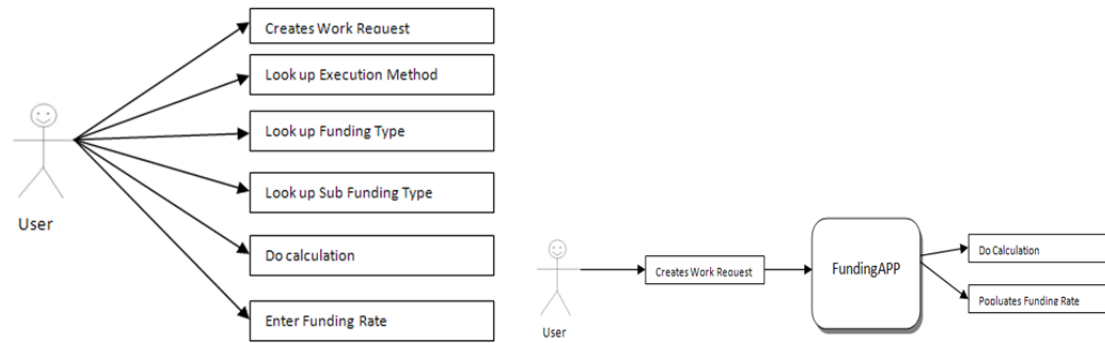 Creates Work Request
Look up Execution Method
Look up Funding Type
Look up Sub Funding Type
User
Do calculation
Enter Funding Rate
Creates Work Request
FundingAPP
Do Calculation
Popluates Funding Rate
User